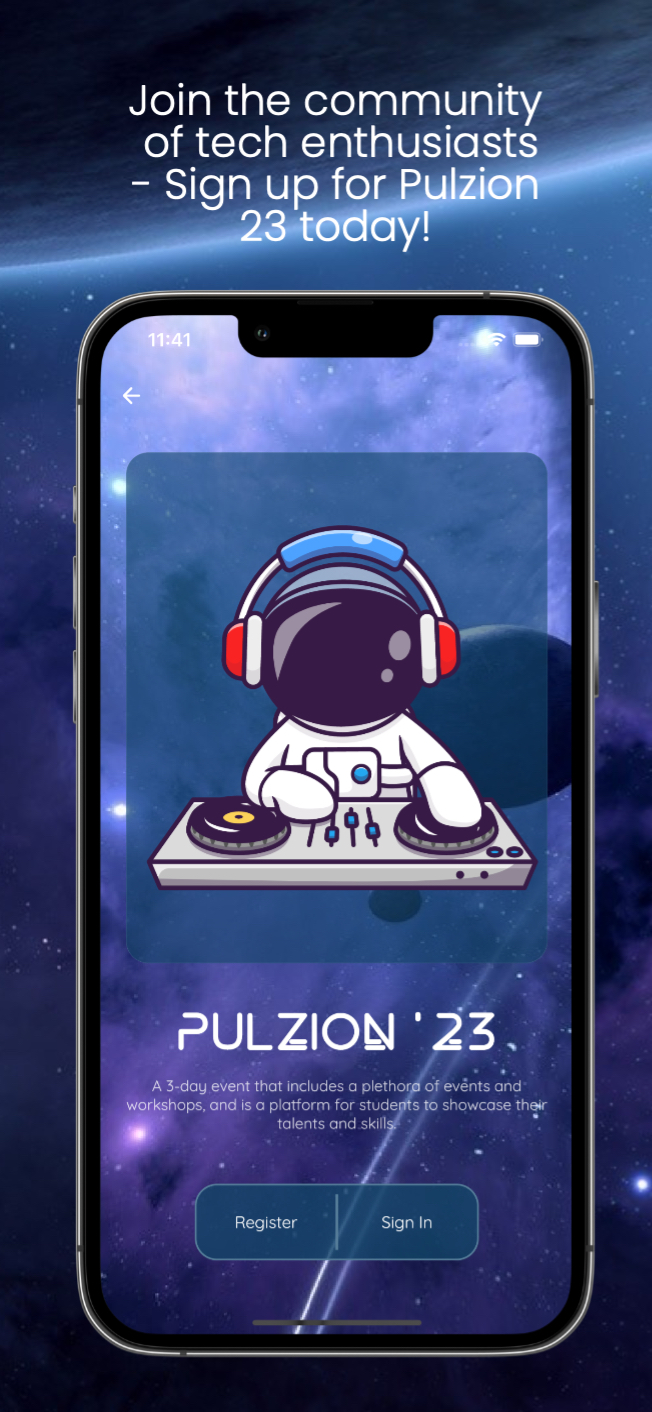 Join the community
of tech enthusiasts
- Sign up for Pulzion
23 today!
11:41
PULZION '23
A 3-day event that includes a plethora of events and
workshops, and is a platform for students to showcase their
talents and skills.
Register
Sign In